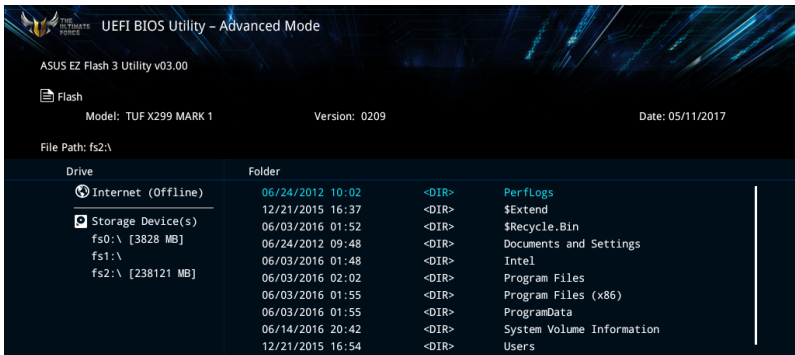 THE
ULTIMATE
FORCE
UEFI BIOS Utility – Advanced Mode
ASUS EZ Flash 3 Utility v03.00
Flash
Model: TUF X299 MARK 1 Version: 0209 Date: 05/11/2017
File Path: fs2:\
Drive Folder
Internet (Offline) 06/24/2012 10:02 <DIR> PerfLogs
12/21/2015 16:37 <DIR> $Extend
Storage Device(s) 06/03/2016 01:52 <DIR> $Recycle.Bin
fs0:\ [3828 MB] 06/24/2012 09:48 <DIR> Documents and Settings
fs1:\ 06/03/2016 01:48 <DIR> Intel
fs2:\ [238121 MB] 06/03/2016 02:02 <DIR> Program Files
06/03/2016 01:55 <DIR> Program Files (x86)
06/03/2016 01:55 <DIR> ProgramData
06/14/2016 20:42 <DIR> System Volume Information
12/21/2015 16:54 <DIR> Users